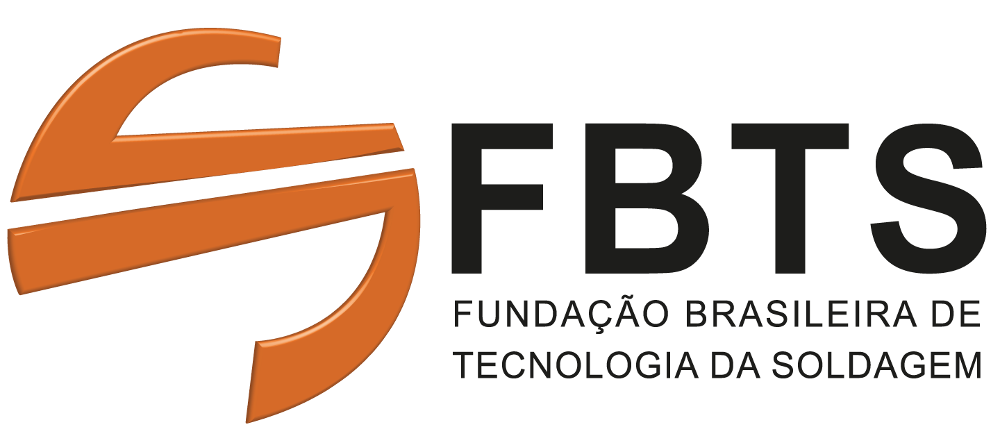 FBTS
FUNDAÇÃO BRASILEIRA DE
TECNOLOGIA DA SOLDAGEM